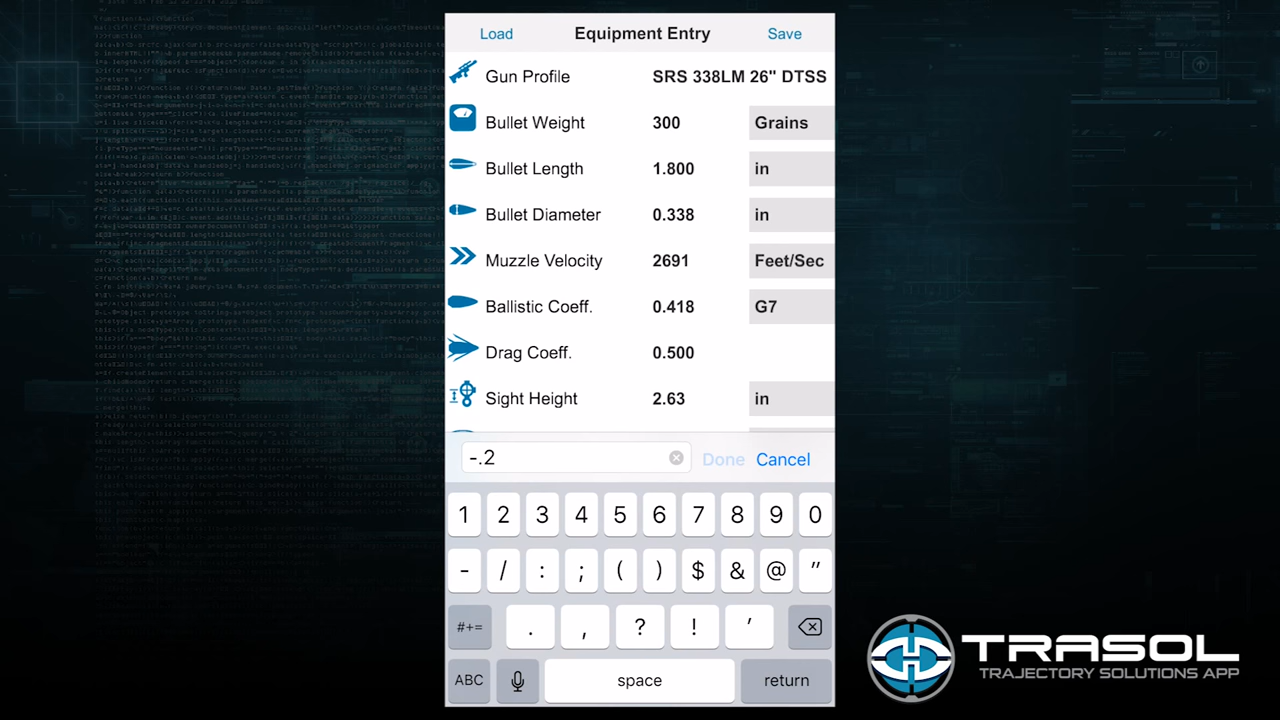 Load Equipment Entry Save
Gun Profile SRS 338LM 26" DTSS
Bullet Weight 300 Grains
Bullet Length 1.800 in
Bullet Diameter 0.338 in
Muzzle Velocity 2691 Feet/Sec
Ballistic Coeff. 0.418 G7
Drag Coeff. 0.500
Sight Height 2.63 in
-.2 Done Cancel
1 2 3 4 5 6 7 8 9 0
- / : ; ( ) $ & @ "
#+= . , ? ! '
ABC space return
TRASOL
TRAJECTORY SOLUTIONS APP